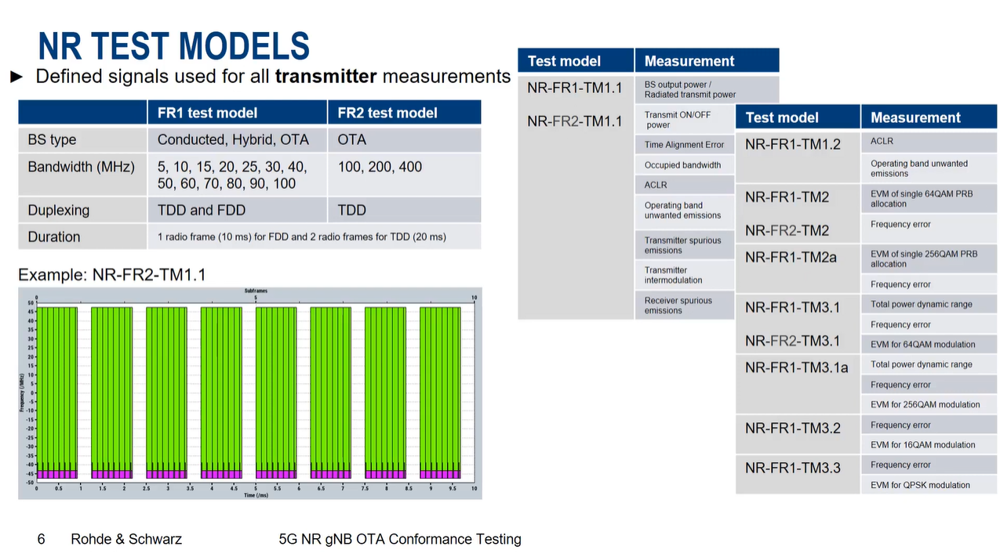 NR TEST MODELS
► Defined signals used for all transmitter measurements
FR1 test model FR2 test model
BS type Conducted, Hybrid, OTA OTA
Bandwidth (MHz) 5, 10, 15, 20, 25, 30, 40, 100, 200, 400
50, 60, 70, 80, 90, 100
Duplexing TDD and FDD TDD
Duration 1 radio frame (10 ms) for FDD and 2 radio frames for TDD (20 ms)
Example: NR-FR2-TM1.1
Subframes
0 5 10
50
45
40
35
30
25
20
15
10
5
0
-5
-10
-15
-20
-25
-30
-35
-40
-45
-50
Frequency (/MHz)
0 0.5 1 1.5 2 2.5 3 3.5 4 4.5 5 5.5 6 6.5 7 7.5 8 8.5 9 9.5 10
Time (/ms)
Test model Measurement
NR-FR1-TM1.1
NR-FR2-TM1.1
BS output power /
Radiated transmit power
Transmit ON/OFF
power
Time Alignment Error
Occupied bandwidth
ACLR
Operating band
unwanted emissions
Transmitter spurious
emissions
Transmitter
intermodulation
Receiver spurious
emissions
Test model Measurement
NR-FR1-TM1.2 ACLR
Operating band unwanted
emissions
NR-FR1-TM2
NR-FR2-TM2
EVM of single 64QAM PRB
allocation
Frequency error
NR-FR1-TM2a EVM of single 256QAM PRB
allocation
Frequency error
NR-FR1-TM3.1
NR-FR2-TM3.1
Total power dynamic range
Frequency error
EVM for 64QAM modulation
NR-FR1-TM3.1a Total power dynamic range
Frequency error
EVM for 256QAM modulation
NR-FR1-TM3.2 Frequency error
EVM for 16QAM modulation
NR-FR1-TM3.3 Frequency error
EVM for QPSK modulation
6 Rohde & Schwarz 5G NR gNB OTA Conformance Testing